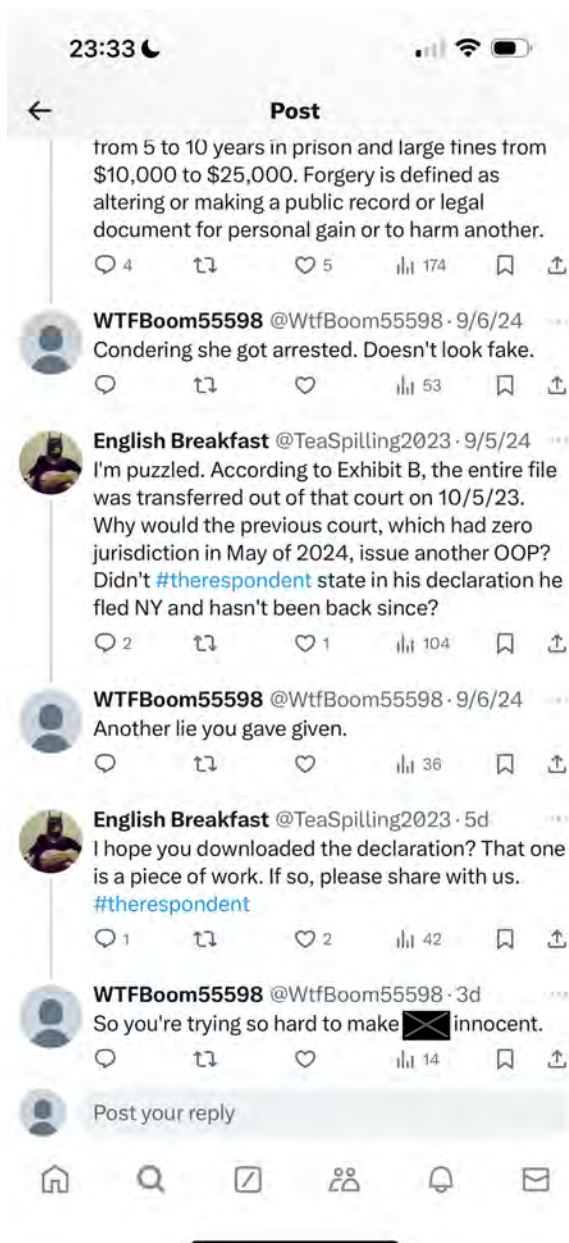 23:33
Post
from 5 to 10 years in prison and large fines from
$10,000 to $25,000. Forgery is defined as
altering or making a public record or legal
document for personal gain or to harm another.
4 5 174
WTFBoom55598 @WtfBoom55598 · 9/6/24
Condering she got arrested. Doesn't look fake.
53
English Breakfast @TeaSpilling2023 · 9/5/24
I'm puzzled. According to Exhibit B, the entire file
was transferred out of that court on 10/5/23.
Why would the previous court, which had zero
jurisdiction in May of 2024, issue another OOP?
Didn't #therespondent state in his declaration he
fled NY and hasn't been back since?
2 1 104
WTFBoom55598 @WtfBoom55598 · 9/6/24
Another lie you gave given.
36
English Breakfast @TeaSpilling2023 · 5d
I hope you downloaded the declaration? That one
is a piece of work. If so, please share with us.
#therespondent
1 2 42
WTFBoom55598 @WtfBoom55598 · 3d
So you're trying so hard to make innocent.
14
Post your reply